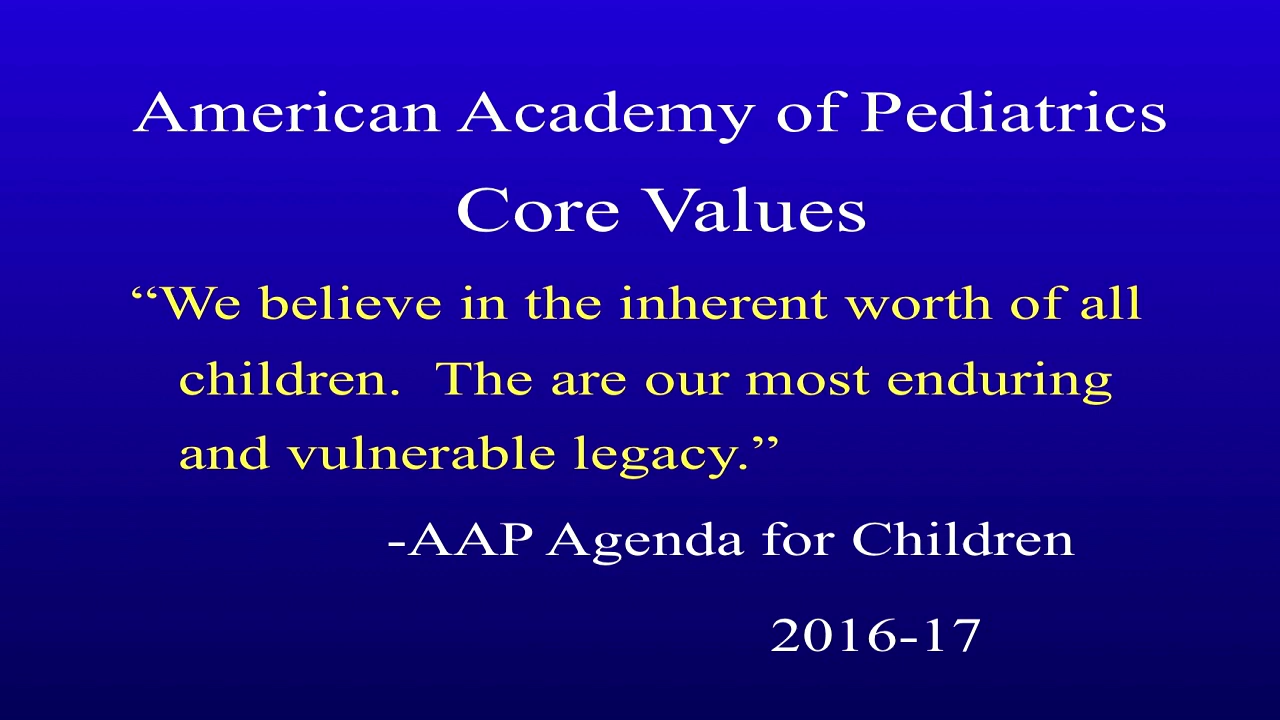 American Academy of Pediatrics
Core Values
“We believe in the inherent worth of all
children.  The are our most enduring
and vulnerable legacy.”
-AAP Agenda for Children
2016-17